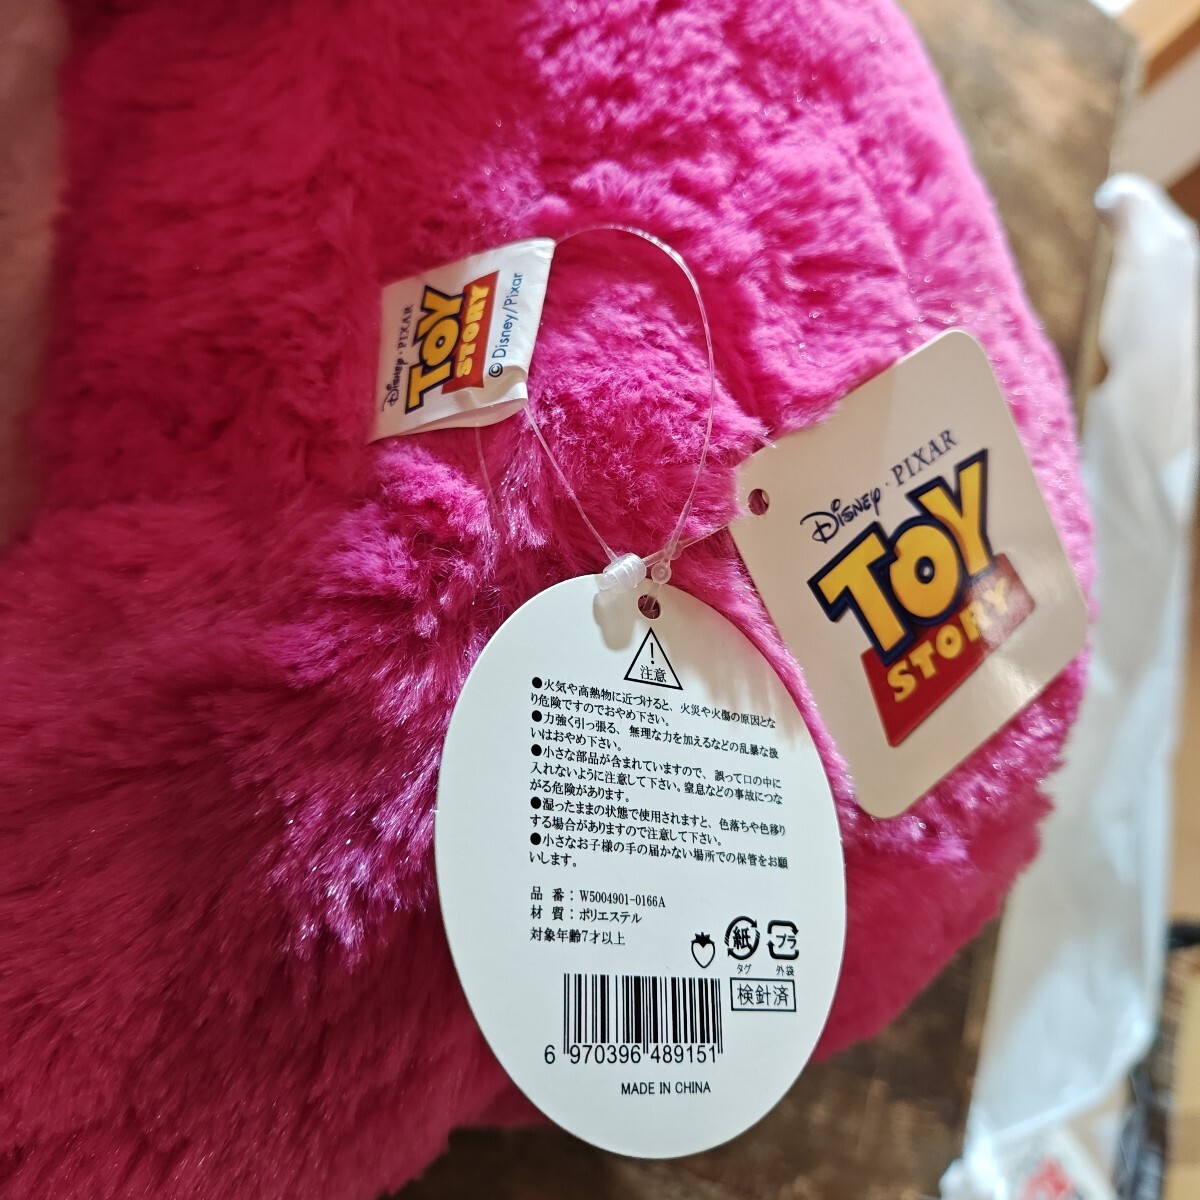 Disney · PIXAR
TOY
STORY
© Disney/Pixar
Disney · PIXAR
TOY
STORY
!
注意
●火気や高熱物に近づけると、火災や火傷の原因とな
り危険ですのでおやめ下さい。
●力強く引っ張る、無理な力を加えるなどの乱暴な扱
いはおやめ下さい。
●小さな部品が含まれていますので、誤って口の中に
入れないように注意して下さい。窒息などの事故につな
がる危険があります。
●湿ったままの状態で使用されますと、色落ちや色移り
する場合がありますので注意して下さい。
●小さなお子様の手の届かない場所での保管をお願
いします。
品 番：W5004901-0166A
材 質：ポリエステル
対象年齢7才以上
紙
タグ
プラ
外袋
検針済
6 970396 489151
MADE IN CHINA